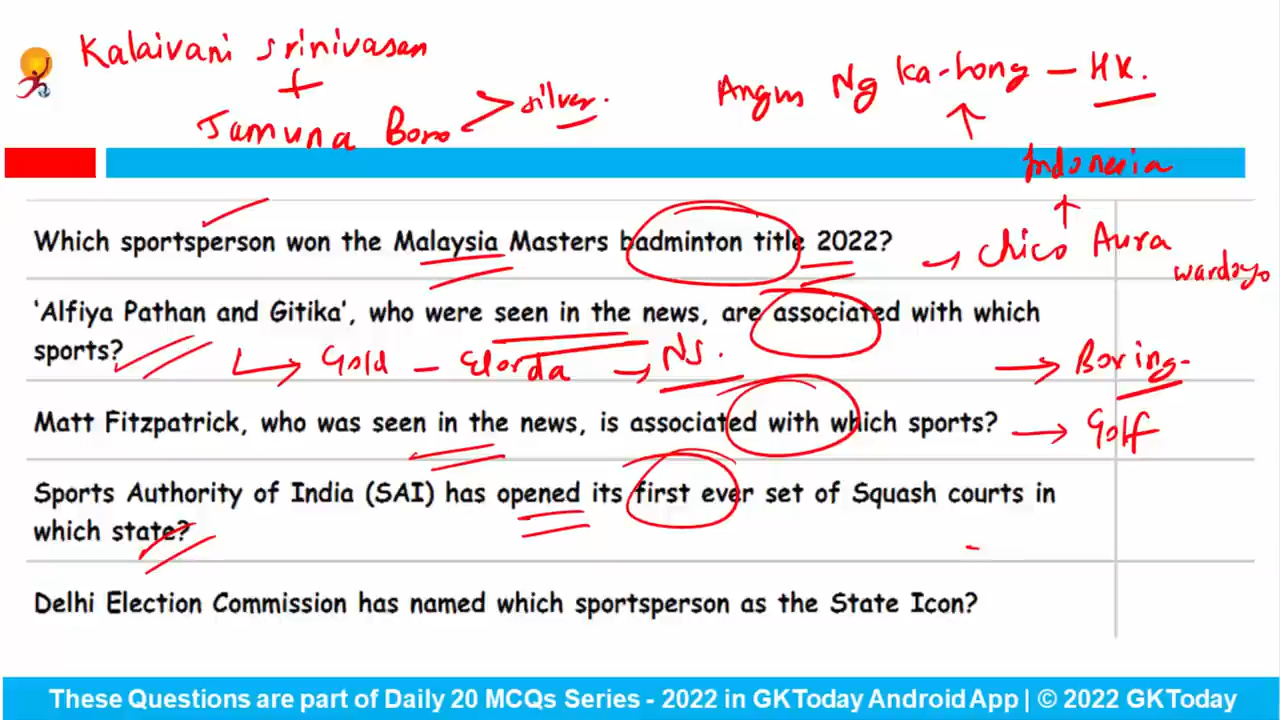 Kalaivani Srinivasan
+
Jamuna Boro > silver.
Angus Ng Ka-Long – HK.
Indonesia
Which sportsperson won the Malaysia Masters badminton title 2022?
→ Chico Aura
wardoyo
'Alfiya Pathan and Gitika', who were seen in the news, are associated with which
sports? → Gold – Elorda → NS.
→ Boxing
Matt Fitzpatrick, who was seen in the news, is associated with which sports? → Golf
Sports Authority of India (SAI) has opened its first ever set of Squash courts in
which state?
Delhi Election Commission has named which sportsperson as the State Icon?
These Questions are part of Daily 20 MCQs Series - 2022 in GKToday Android App | © 2022 GKToday